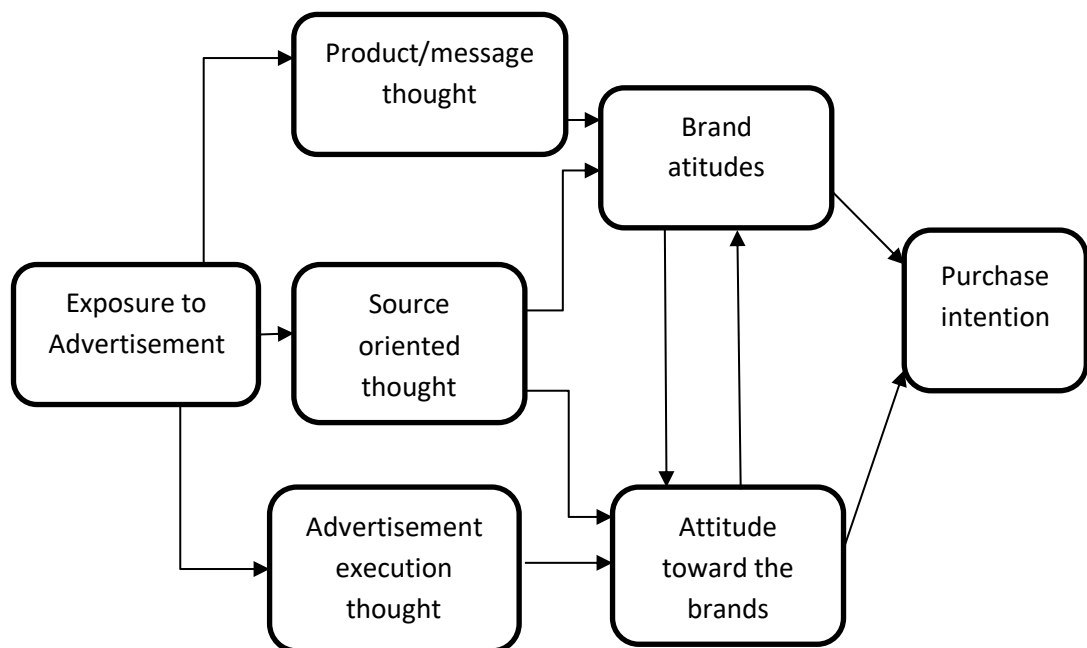 Product/message
thought
Brand
atitudes
Purchase
intention
Exposure to
Advertisement
Source
oriented
thought
Advertisement
execution
thought
Attitude
toward the
brands